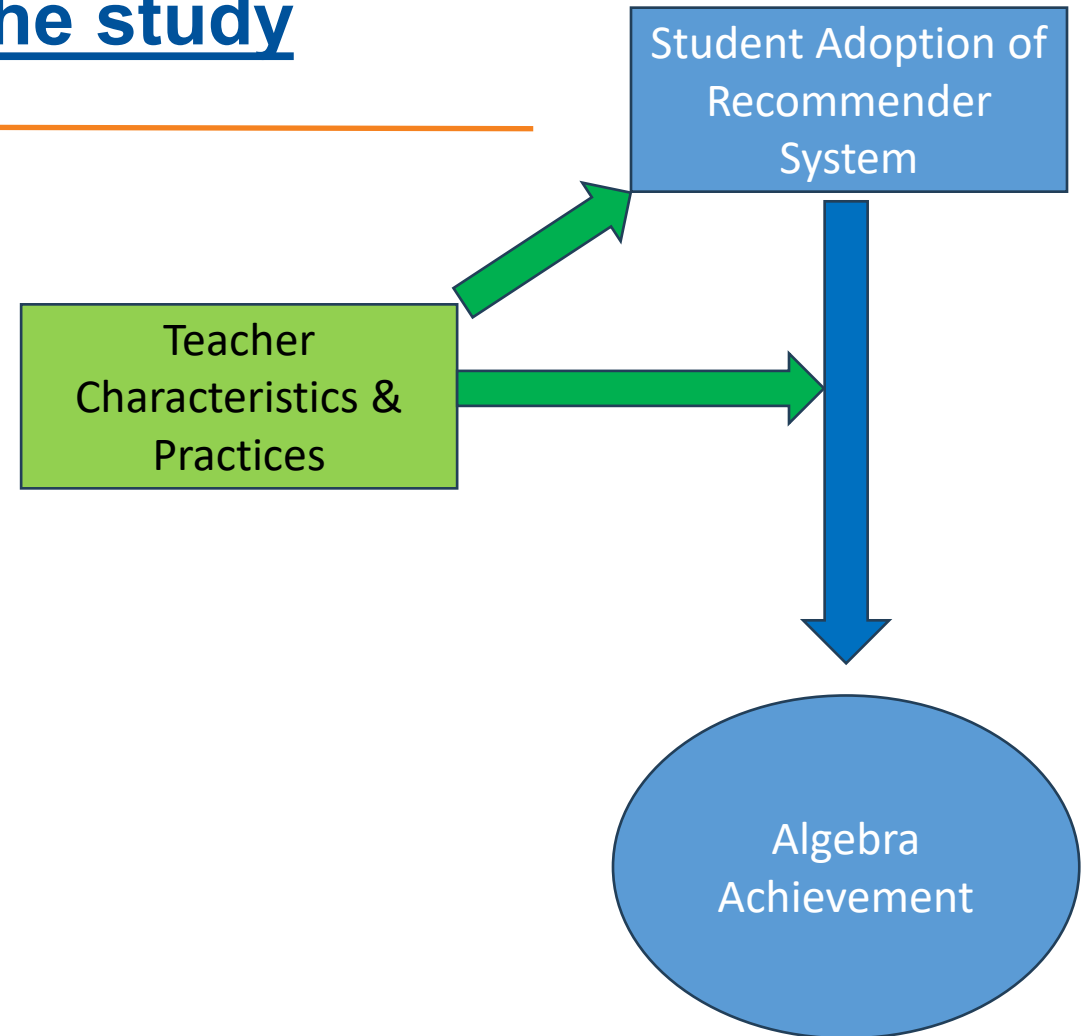 he study
Student Adoption of
Recommender
System
Teacher
Characteristics &
Practices
Algebra
Achievement